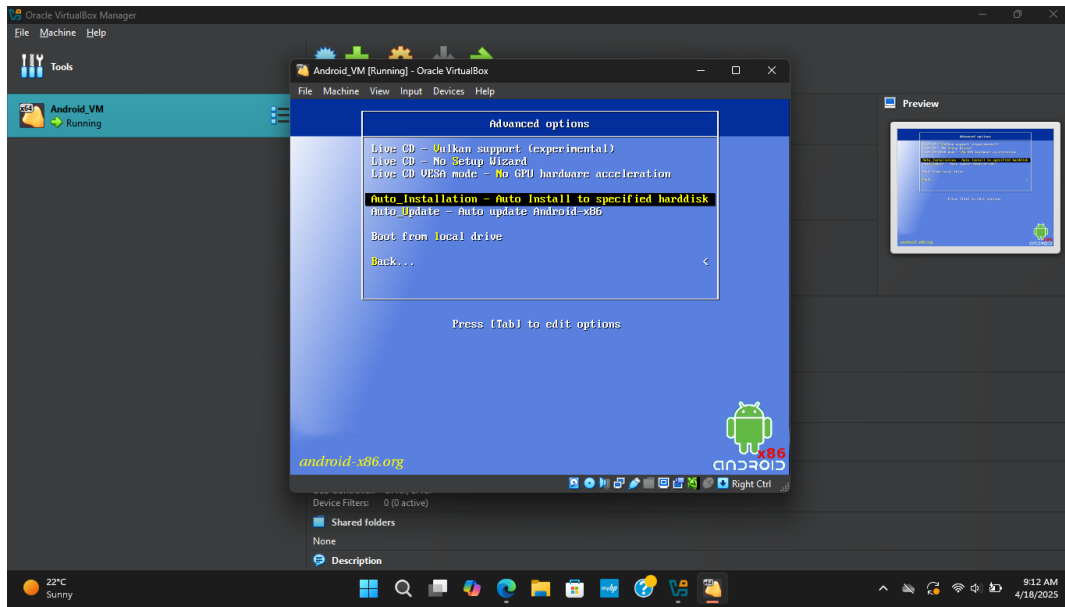 Oracle VirtualBox Manager
File Machine Help
Tools
x64
Android_VM
Running
Android_VM [Running] - Oracle VirtualBox
File Machine View Input Devices Help
Advanced options
Live CD - Vulkan support (experimental)
Live CD - No Setup Wizard
Live CD VESA mode - No GPU hardware acceleration
Auto_Installation - Auto Install to specified harddisk
Auto_Update - Auto update Android-x86
Boot from local drive
Back... <
Press [Tab] to edit options
android-x86.org
x86
ANDROID
Right Ctrl
Preview
Advanced options
Device Filters: 0 (0 active)
Shared folders
None
Description
22°C
Sunny
9:12 AM
4/18/2025